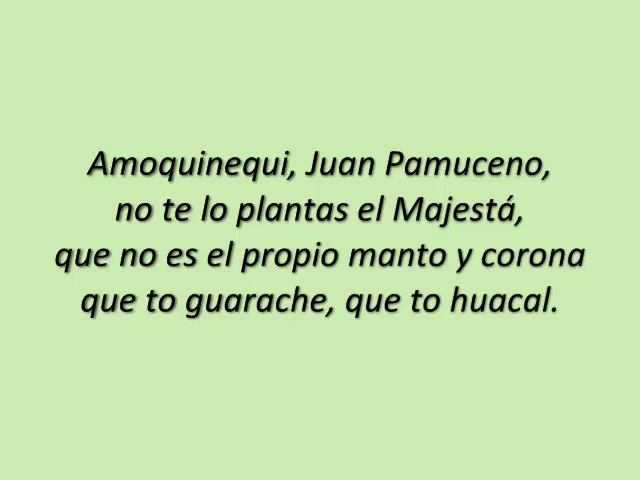 Amoquinequi, Juan Pamuceno,
no te lo plantas el Majestá,
que no es el propio manto y corona
que to guarache, que to huacal.